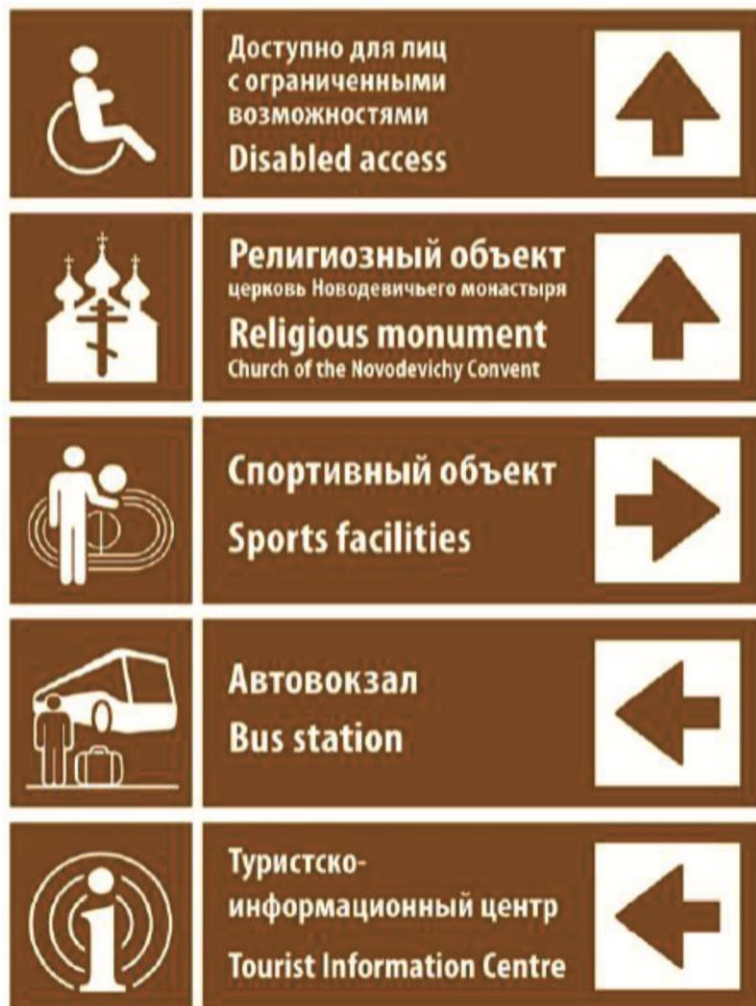 Доступно для лиц
с ограниченными
возможностями
Disabled access
Религиозный объект
церковь Новодевичьего монастыря
Religious monument
Church of the Novodevichy Convent
Спортивный объект
Sports facilities
Автовокзал
Bus station
Туристско-
информационный центр
Tourist Information Centre